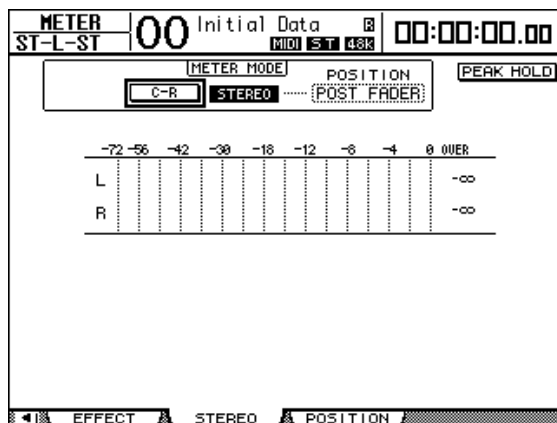 METER
ST-L-ST
00 Initial Data R
MIDI ST 48K
00:00:00.00
METER MODE
C-R STEREO
POSITION
POST FADER
PEAK HOLD
-72 -56 -42 -30 -18 -12 -8 -4 0 OVER
L -∞
R -∞
EFFECT STEREO POSITION